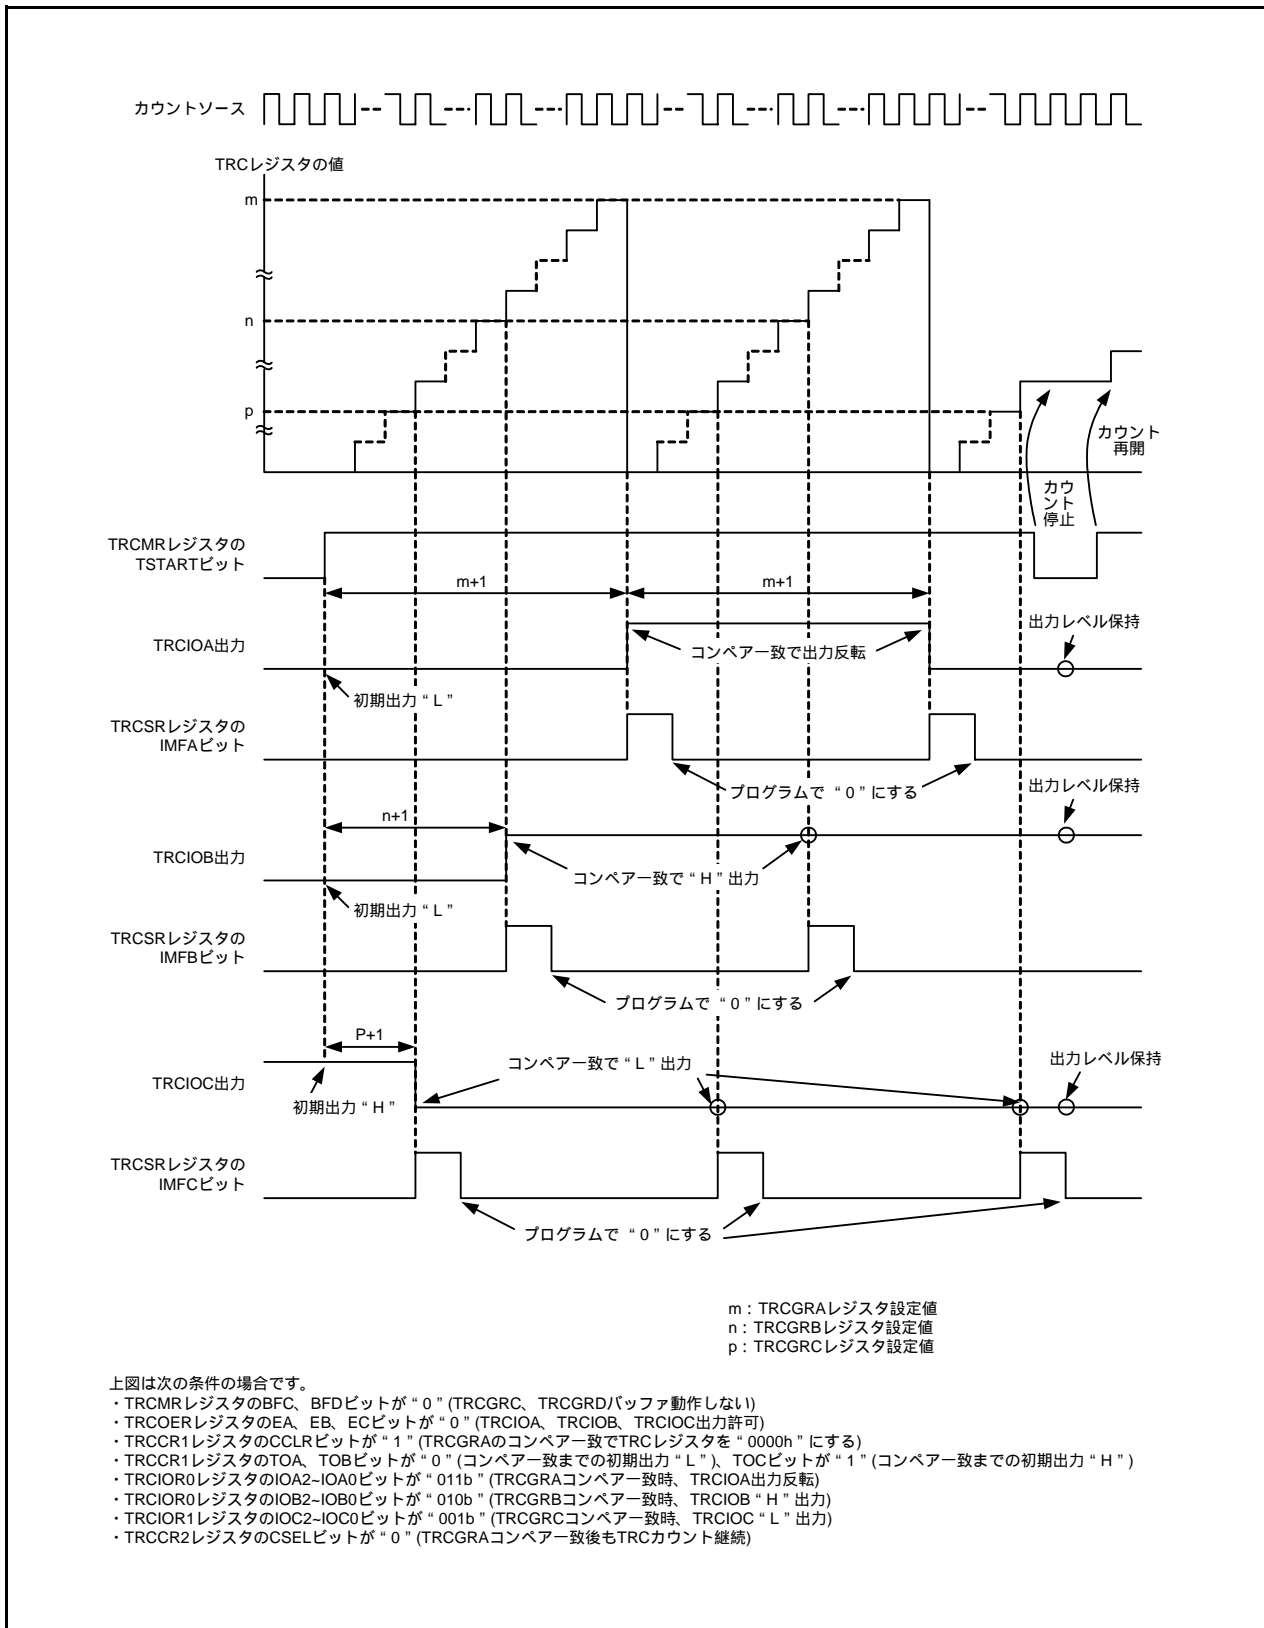 カウントソース
TRCレジスタの値
m
n
p
カウント
再開
カウ
ント
停止
TRCMRレジスタの
TSTARTビット
m+1
m+1
出力レベル保持
TRCIOA出力
コンペア一致で出力反転
初期出力 “ L ”
TRCSRレジスタの
IMFAビット
プログラムで “ 0 ” にする
出力レベル保持
n+1
TRCIOB出力
コンペア一致で “ H ” 出力
初期出力 “ L ”
TRCSRレジスタの
IMFBビット
プログラムで “ 0 ” にする
P+1
コンペア一致で “ L ” 出力
出力レベル保持
TRCIOC出力
初期出力 “ H ”
TRCSRレジスタの
IMFCビット
プログラムで “ 0 ” にする
m : TRCGRAレジスタ設定値
n : TRCGRBレジスタ設定値
p : TRCGRCレジスタ設定値
上図は次の条件の場合です。
・TRCMRレジスタのBFC、BFDビットが “ 0 ” (TRCGRC、TRCGRDバッファ動作しない)
・TRCOERレジスタのEA、EB、ECビットが “ 0 ” (TRCIOA、TRCIOB、TRCIOC出力許可)
・TRCCR1レジスタのCCLRビットが “ 1 ” (TRCGRAのコンペア一致でTRCレジスタを “ 0000h ” にする)
・TRCCR1レジスタのTOA、TOBビットが “ 0 ” (コンペア一致までの初期出力 “ L ” )、TOCビットが “ 1 ” (コンペア一致までの初期出力 “ H ” )
・TRCIOR0レジスタのIOA2~IOA0ビットが “ 011b ” (TRCGRAコンペア一致時、TRCIOA出力反転)
・TRCIOR0レジスタのIOB2~IOB0ビットが “ 010b ” (TRCGRBコンペア一致時、TRCIOB “ H ” 出力)
・TRCIOR1レジスタのIOC2~IOC0ビットが “ 001b ” (TRCGRCコンペア一致時、TRCIOC “ L ” 出力)
・TRCCR2レジスタのCSELビットが “ 0 ” (TRCGRAコンペア一致後もTRCカウント継続)